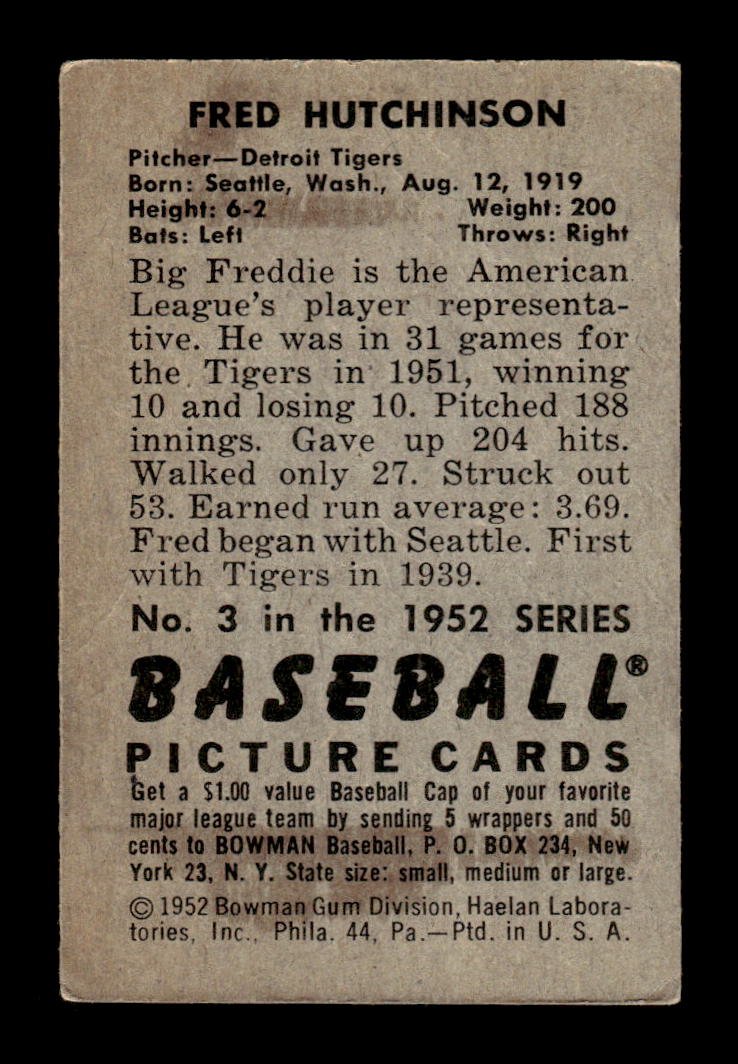 FRED HUTCHINSON
Pitcher—Detroit Tigers
Born: Seattle, Wash., Aug. 12, 1919
Height: 6-2 Weight: 200
Bats: Left Throws: Right
Big Freddie is the American
League's player representa-
tive. He was in 31 games for
the Tigers in 1951, winning
10 and losing 10. Pitched 188
innings. Gave up 204 hits.
Walked only 27. Struck out
53. Earned run average: 3.69.
Fred began with Seattle. First
with Tigers in 1939.
No. 3 in the 1952 SERIES
BASEBALL®
PICTURE CARDS
Get a $1.00 value Baseball Cap of your favorite
major league team by sending 5 wrappers and 50
cents to BOWMAN Baseball, P. O. BOX 234, New
York 23, N. Y. State size: small, medium or large.
© 1952 Bowman Gum Division, Haelan Labora-
tories, Inc., Phila. 44, Pa.—Ptd. in U. S. A.